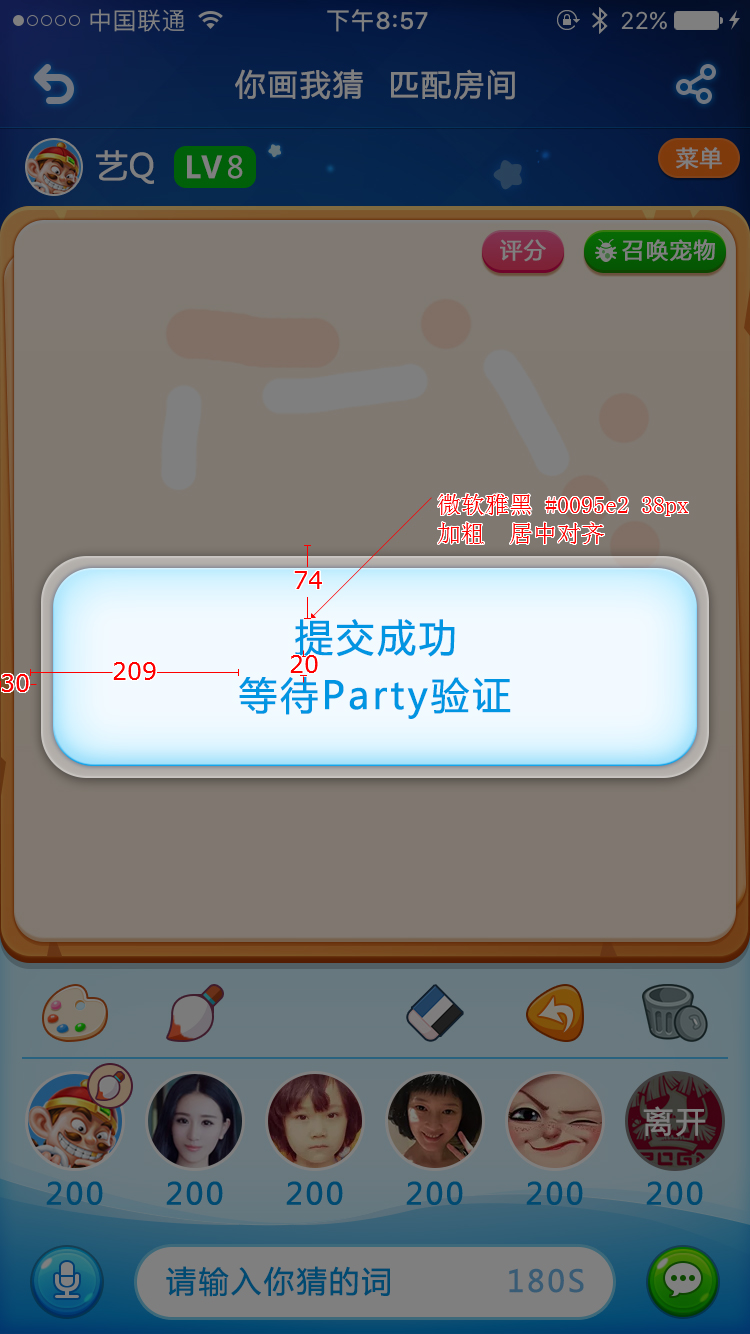 中国联通 下午8:57 22%
你画我猜 匹配房间
艺Q LV8 菜单
评分 召唤宠物
微软雅黑 #0095e2 38px
加粗 居中对齐
74
提交成功
20
30 209
等待Party验证
离开
200 200 200 200 200 200
请输入你猜的词 180S